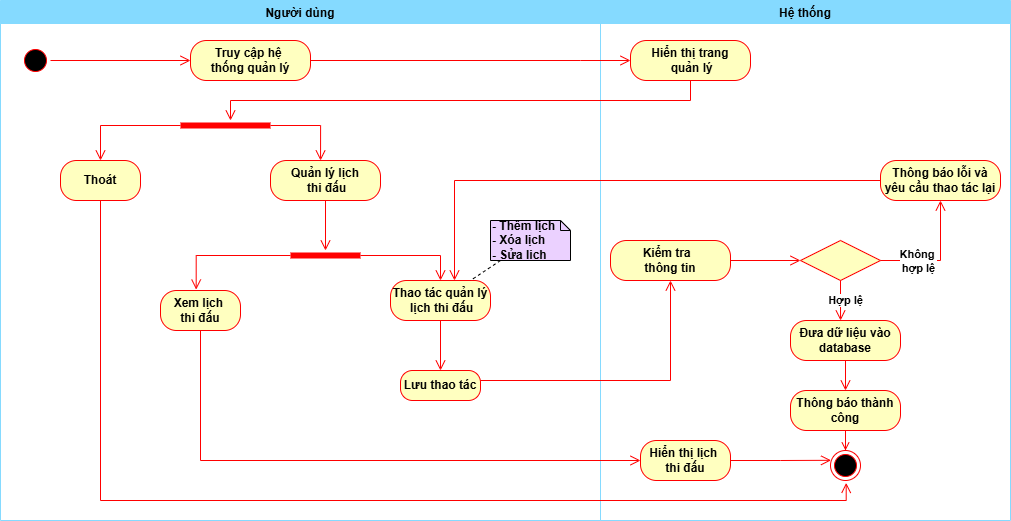 Người dùng
Hệ thống
Truy cập hệ
thống quản lý
Hiển thị trang
quản lý
Thoát
Quản lý lịch
thi đấu
Thông báo lỗi và
yêu cầu thao tác lại
- Thêm lịch
- Xóa lịch
- Sửa lịch
Kiểm tra
thông tin
Không
hợp lệ
Xem lịch
thi đấu
Thao tác quản lý
lịch thi đấu
Hợp lệ
Đưa dữ liệu vào
database
Lưu thao tác
Thông báo thành
công
Hiển thị lịch
thi đấu